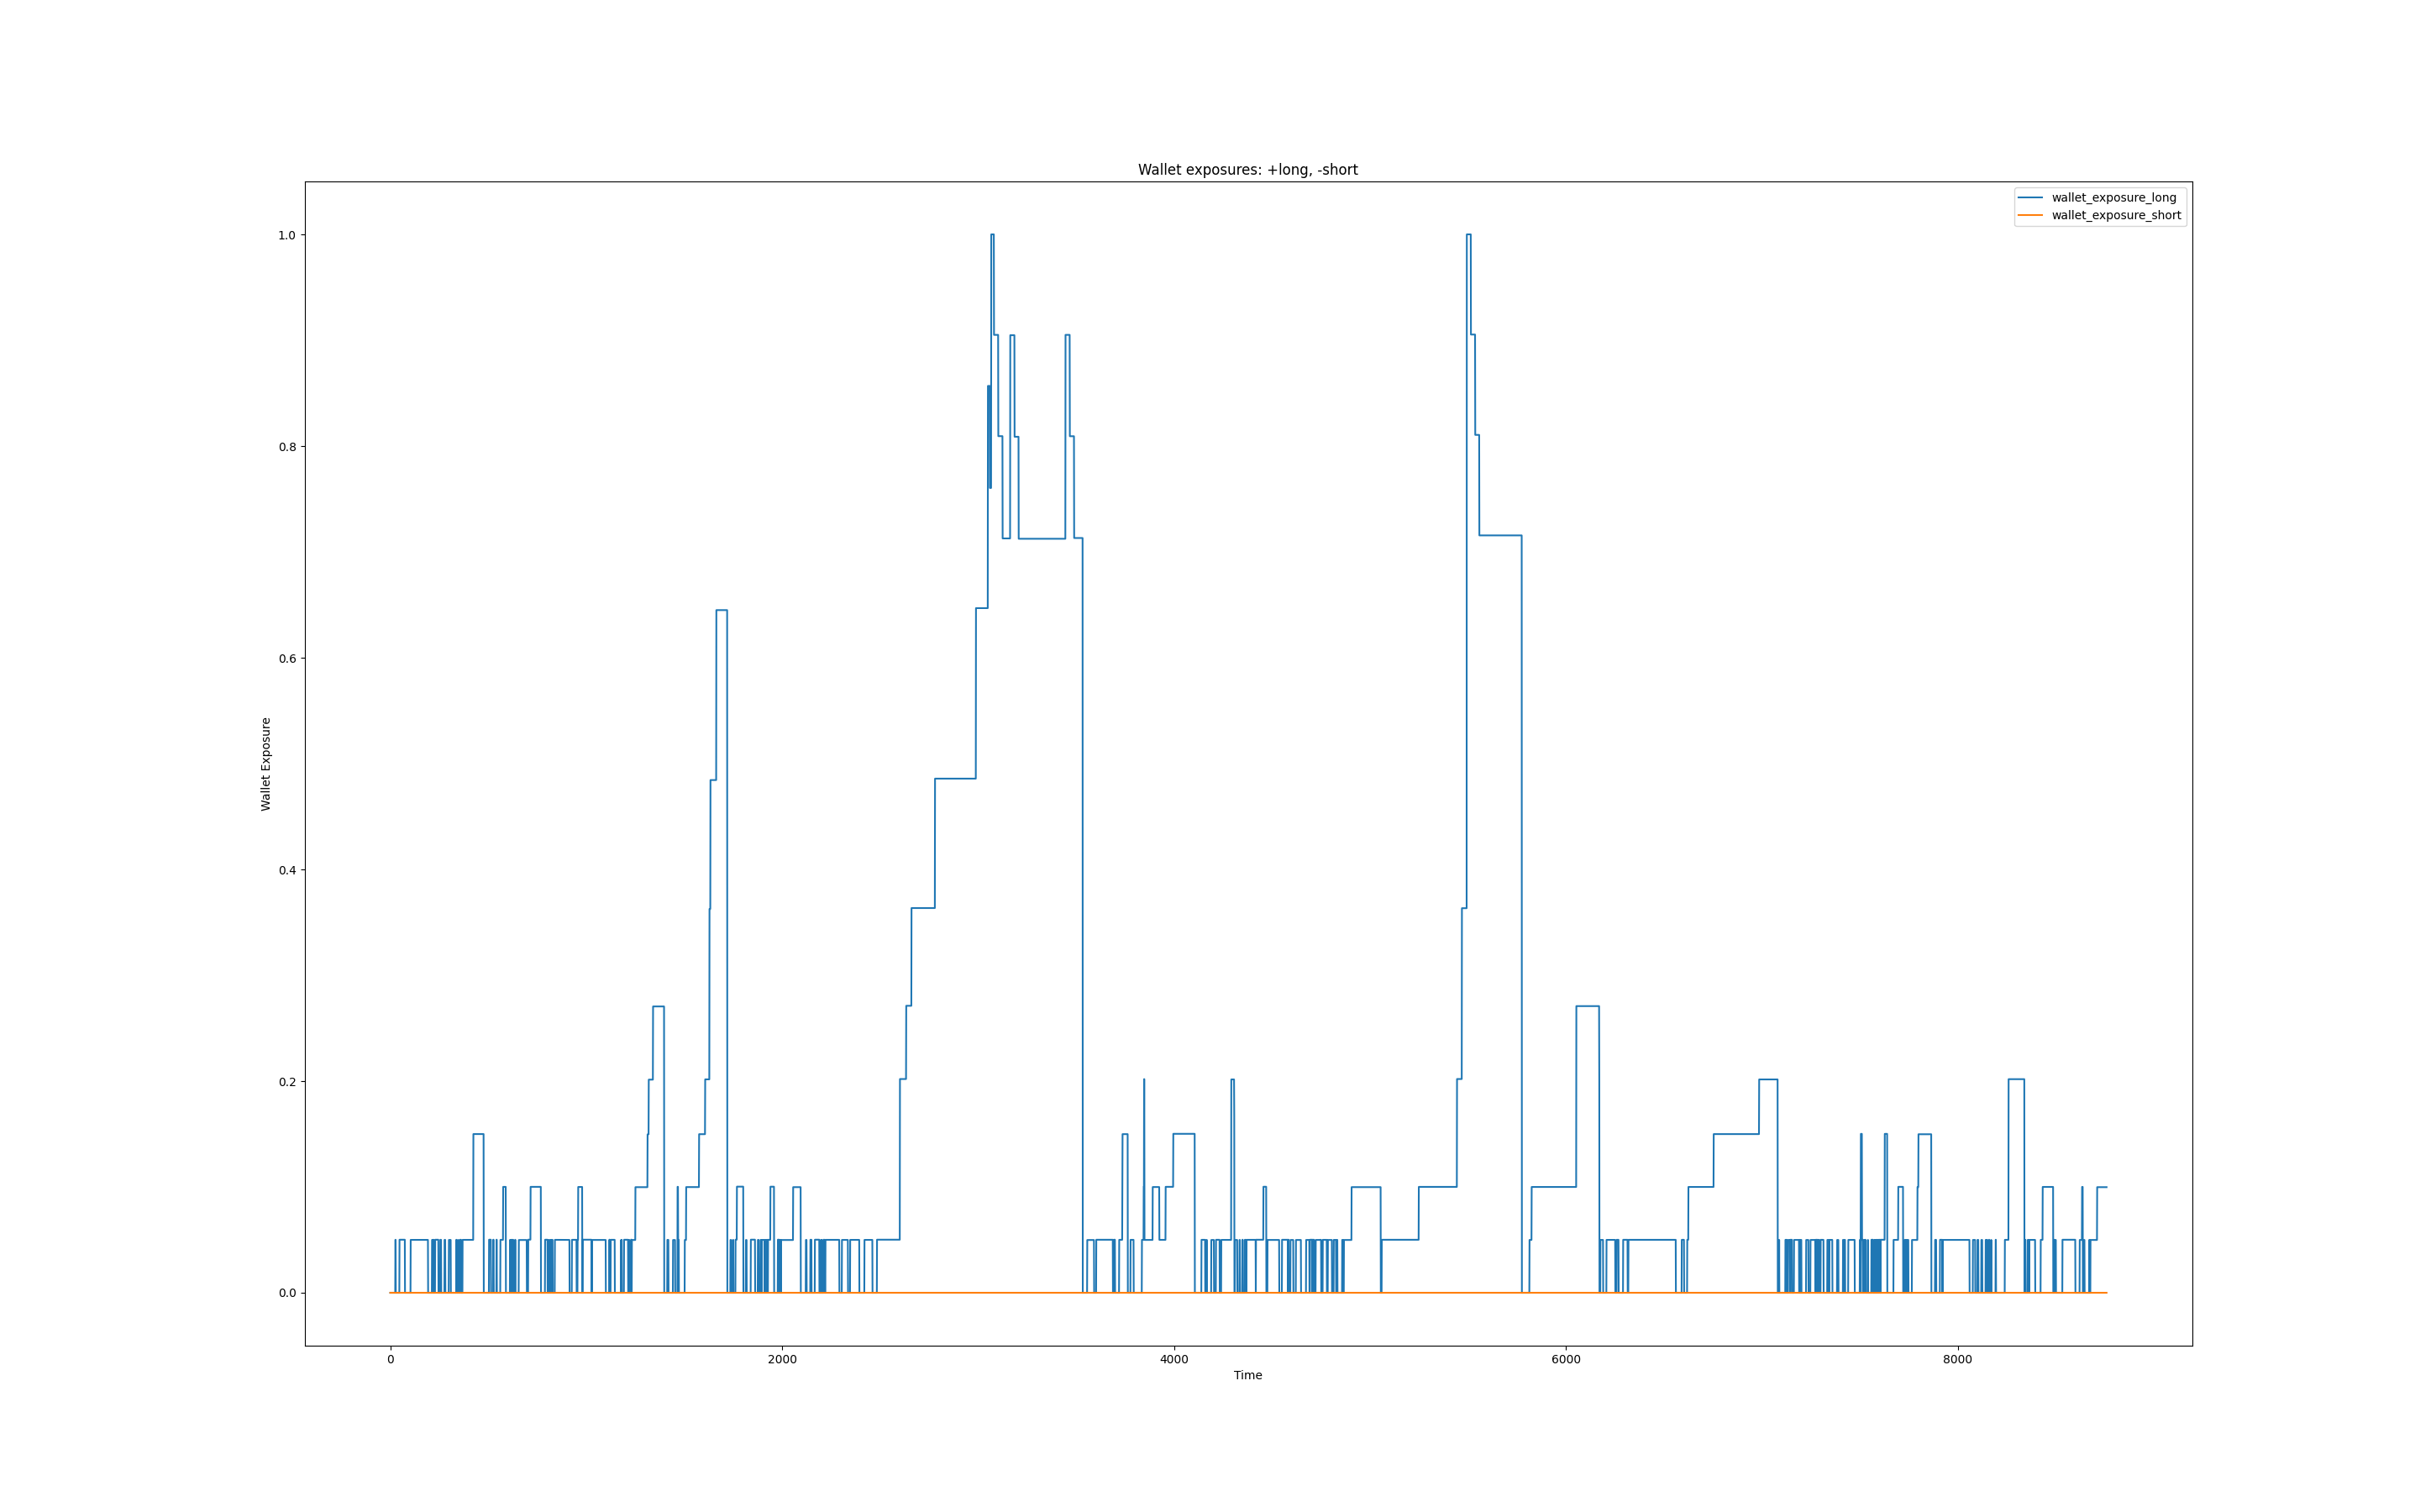 Wallet exposures: +long, -short
wallet_exposure_long
wallet_exposure_short
1.0
0.8
0.6
0.4
0.2
0.0
Wallet Exposure
0 2000 4000 6000 8000
Time